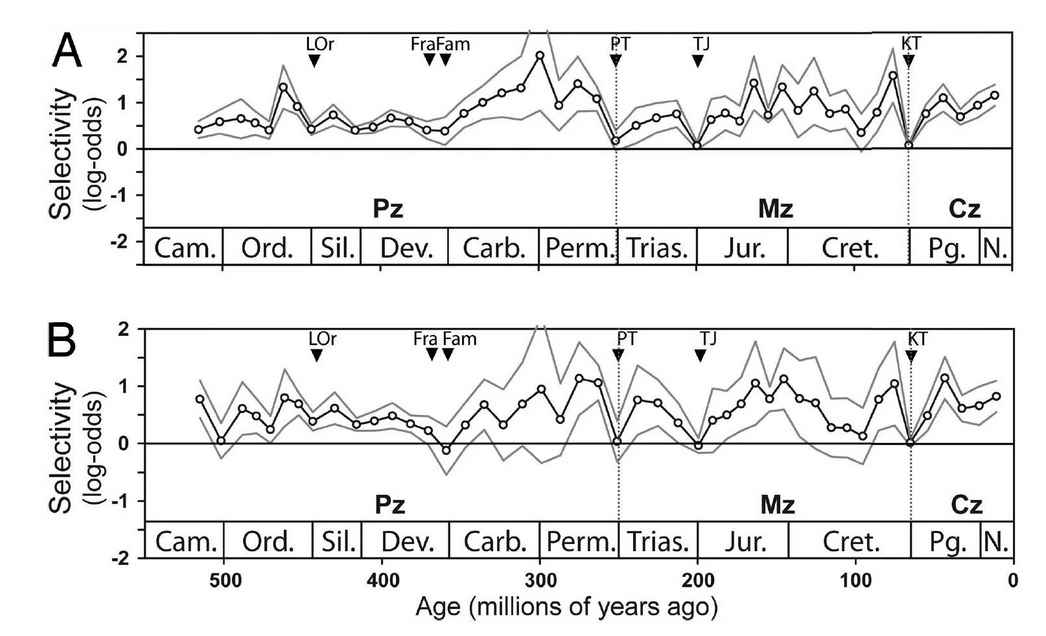 A
LOr FraFam PT TJ KT
2
1
0
-1
-2
Selectivity
(log-odds)
Pz Mz Cz
Cam. Ord. Sil. Dev. Carb. Perm. Trias. Jur. Cret. Pg. N.
B
LOr Fra Fam PT TJ KT
2
1
0
-1
-2
Selectivity
(log-odds)
Pz Mz Cz
Cam. Ord. Sil. Dev. Carb. Perm. Trias. Jur. Cret. Pg. N.
500 400 300 200 100 0
Age (millions of years ago)